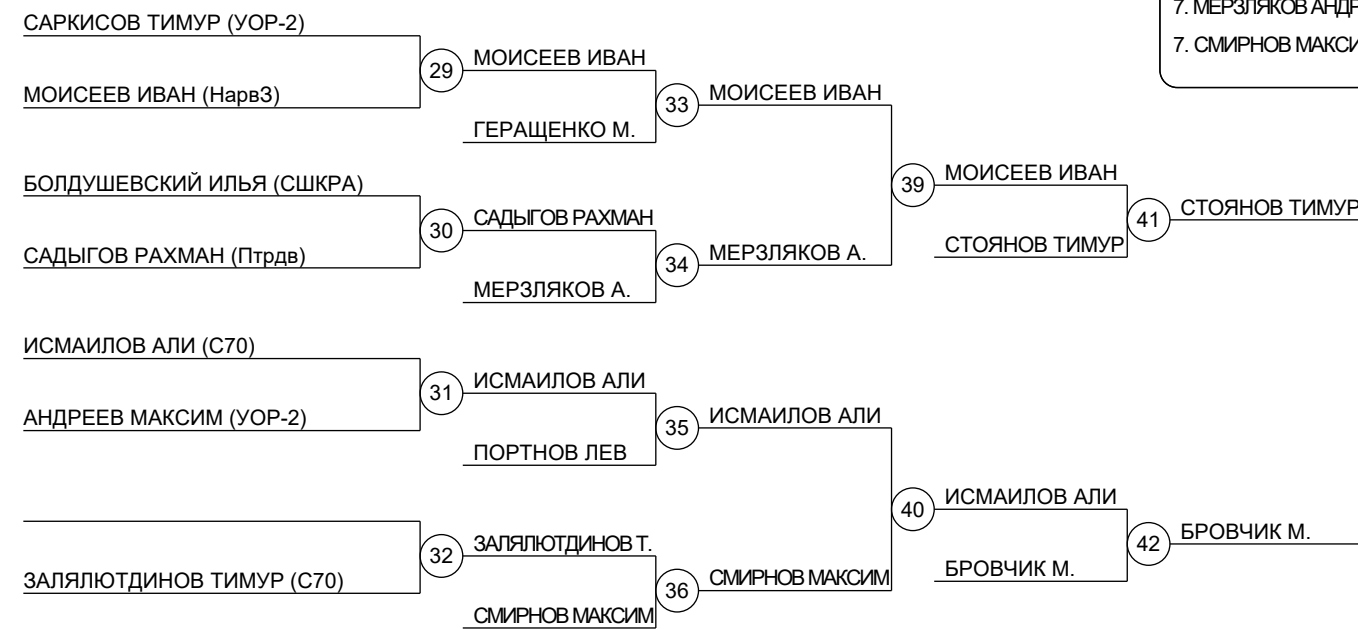 7. МЕРЗЛЯКОВ
7. СМИРНОВ
САРКИСОВ ТИМУР (УОР-2)
29
МОИСЕЕВ ИВАН
МОИСЕЕВ ИВАН (Нарв3)
33
МОИСЕЕВ ИВАН
ГЕРАЩЕНКО М.
БОЛДУШЕВСКИЙ ИЛЬЯ (СШКРА)
39
МОИСЕЕВ ИВАН
30
САДЫГОВ РАХМАН
41
СТОЯНОВ ТИМУР
САДЫГОВ РАХМАН (Птрдв)
34
МЕРЗЛЯКОВ А.
СТОЯНОВ ТИМУР
МЕРЗЛЯКОВ А.
ИСМАИЛОВ АЛИ (С70)
31
ИСМАИЛОВ АЛИ
АНДРЕЕВ МАКСИМ (УОР-2)
35
ИСМАИЛОВ АЛИ
ПОРТНОВ ЛЕВ
40
ИСМАИЛОВ АЛИ
32
ЗАЛЯЛЮТДИНОВ Т.
42
БРОВЧИК М.
ЗАЛЯЛЮТДИНОВ ТИМУР (С70)
36
СМИРНОВ МАКСИМ
БРОВЧИК М.
СМИРНОВ МАКСИМ